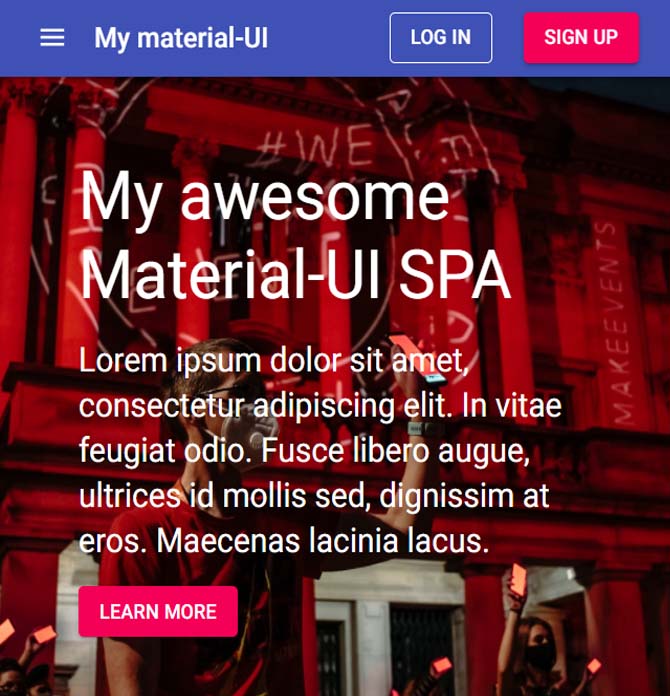 My material-UI
LOG IN
SIGN UP
#WE
My awesome
Material-UI SPA
MAKEEVENTS
Lorem ipsum dolor sit amet,
consectetur adipiscing elit. In vitae
feugiat odio. Fusce libero augue,
ultrices id mollis sed, dignissim at
eros. Maecenas lacinia lacus.
LEARN MORE